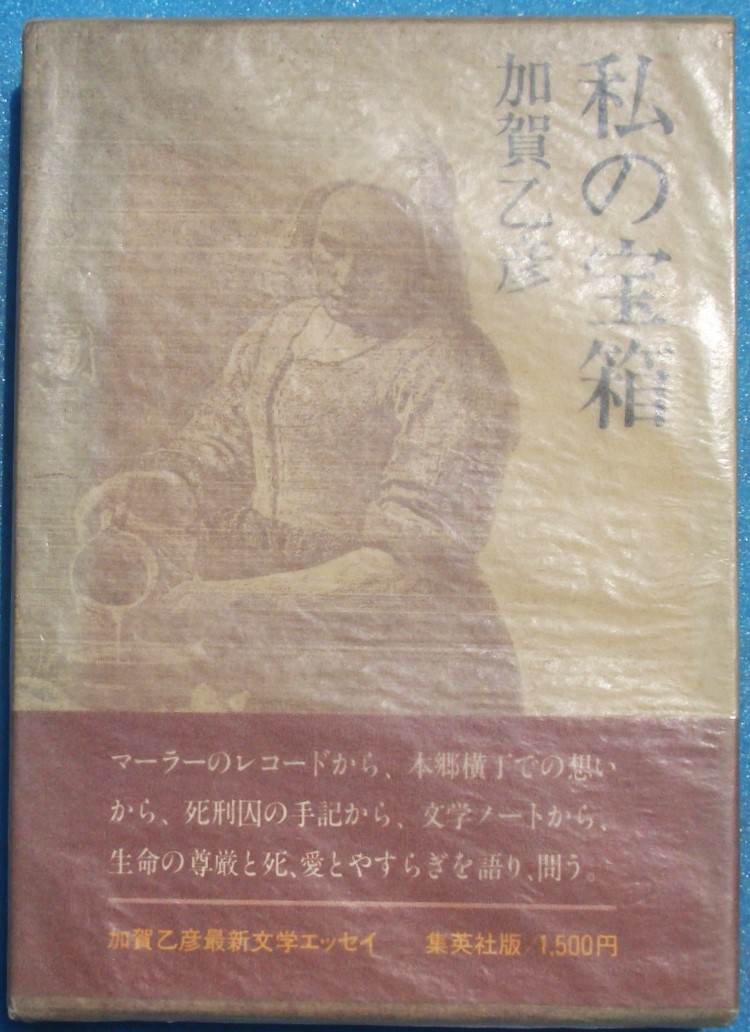 私の宝箱
加賀乙彦
マーラーのレコードから、本郷横丁での想い
から、死刑囚の手記から、文学ノートから、
生命の尊厳と死、愛とやすらぎを語り、問う。
加賀乙彦最新文学エッセイ 集英社版/1,500円